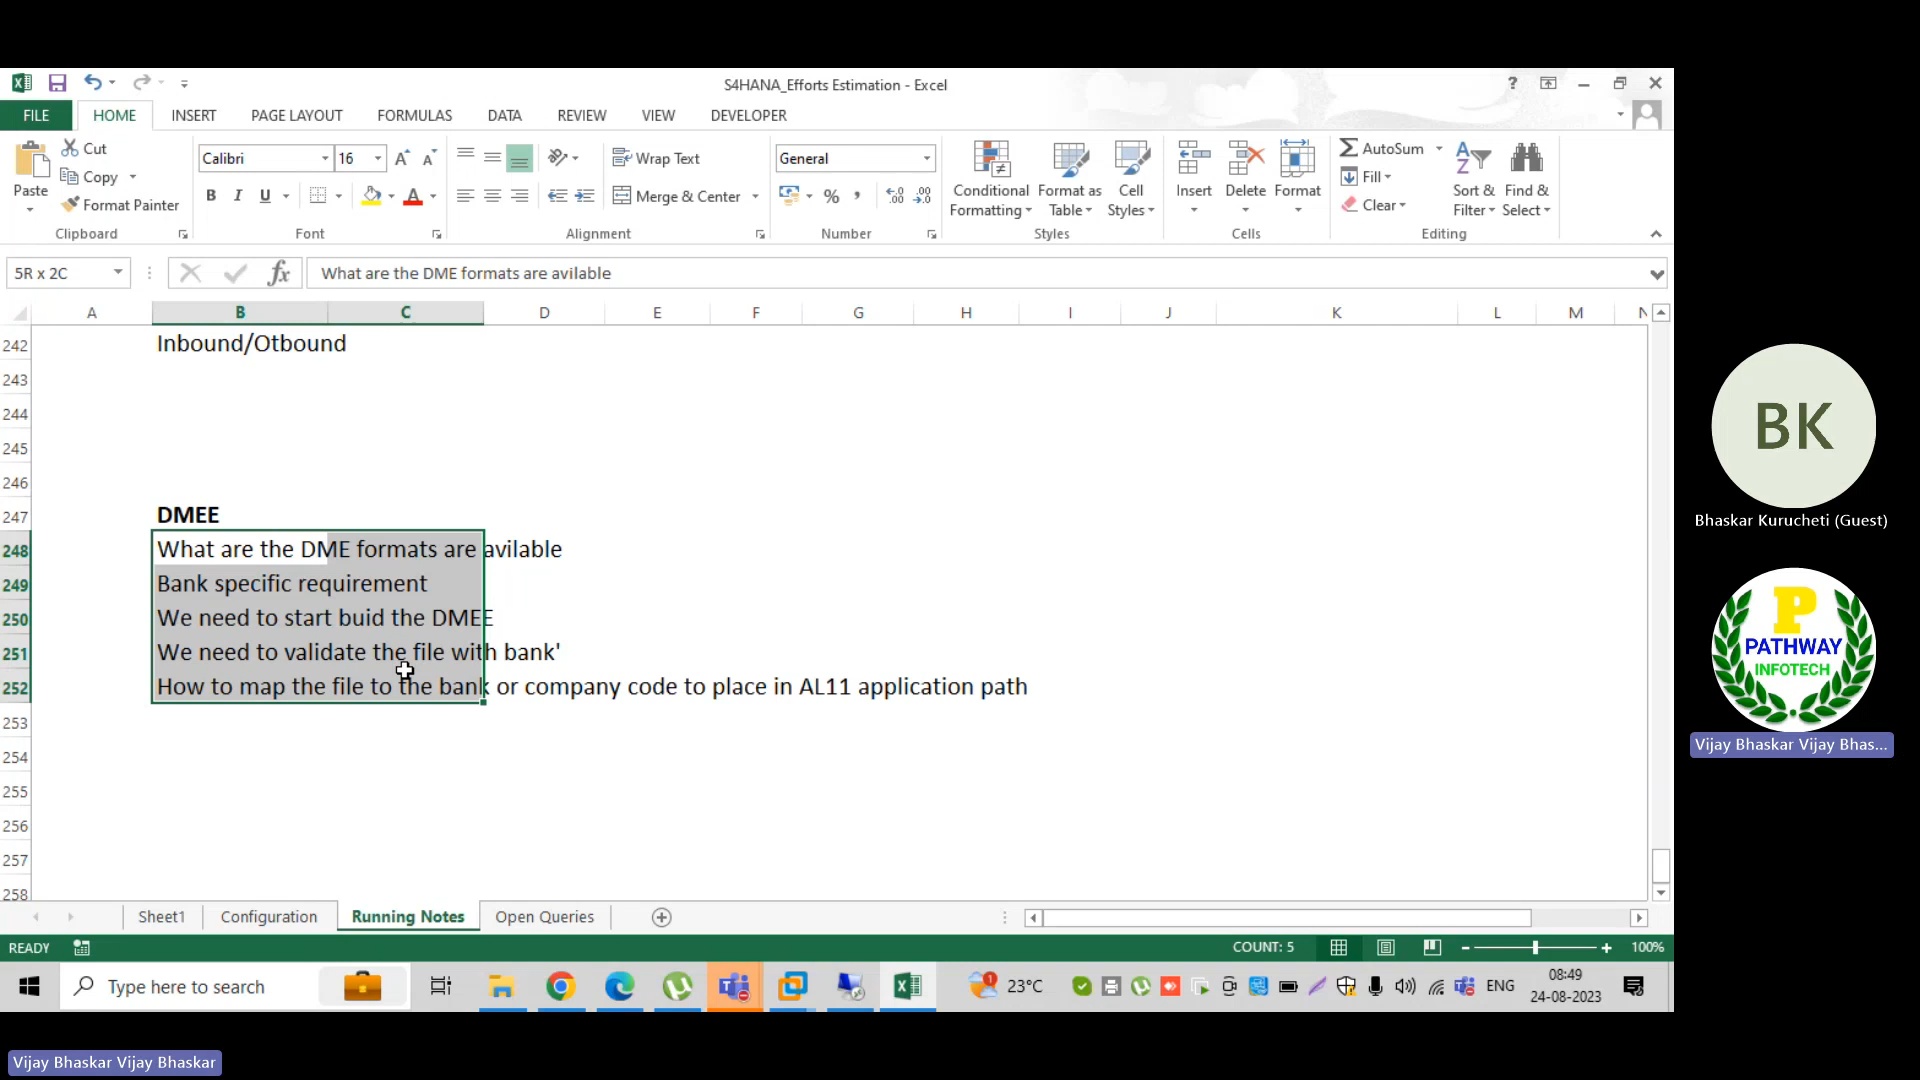 S4HANA_Efforts Estimation - Excel
?
FILE HOME INSERT PAGE LAYOUT FORMULAS DATA REVIEW VIEW DEVELOPER
Paste
Cut
Copy
Format Painter
Clipboard
Calibri 16
B I U
Font
Wrap Text
Merge & Center
Alignment
General
%
Number
Conditional Formatting
Format as Table
Cell Styles
Styles
Insert Delete Format
Cells
AutoSum
Fill
Clear
Sort & Filter
Find & Select
Editing
5R x 2C fx What are the DME formats are avilable
A B C D E F G H I J K L M N
242 Inbound/Otbound
243
244
245
246
247 DMEE
248 What are the DME formats are avilable
249 Bank specific requirement
250 We need to start buid the DMEE
251 We need to validate the file with bank'
252 How to map the file to the bank or company code to place in AL11 application path
253
254
255
256
257
258
Sheet1 Configuration Running Notes Open Queries
READY COUNT: 5 100%
Type here to search
23°C
ENG
08:49
24-08-2023
BK
Bhaskar Kurucheti (Guest)
P
PATHWAY
INFOTECH
Vijay Bhaskar Vijay Bhas...
Vijay Bhaskar Vijay Bhaskar